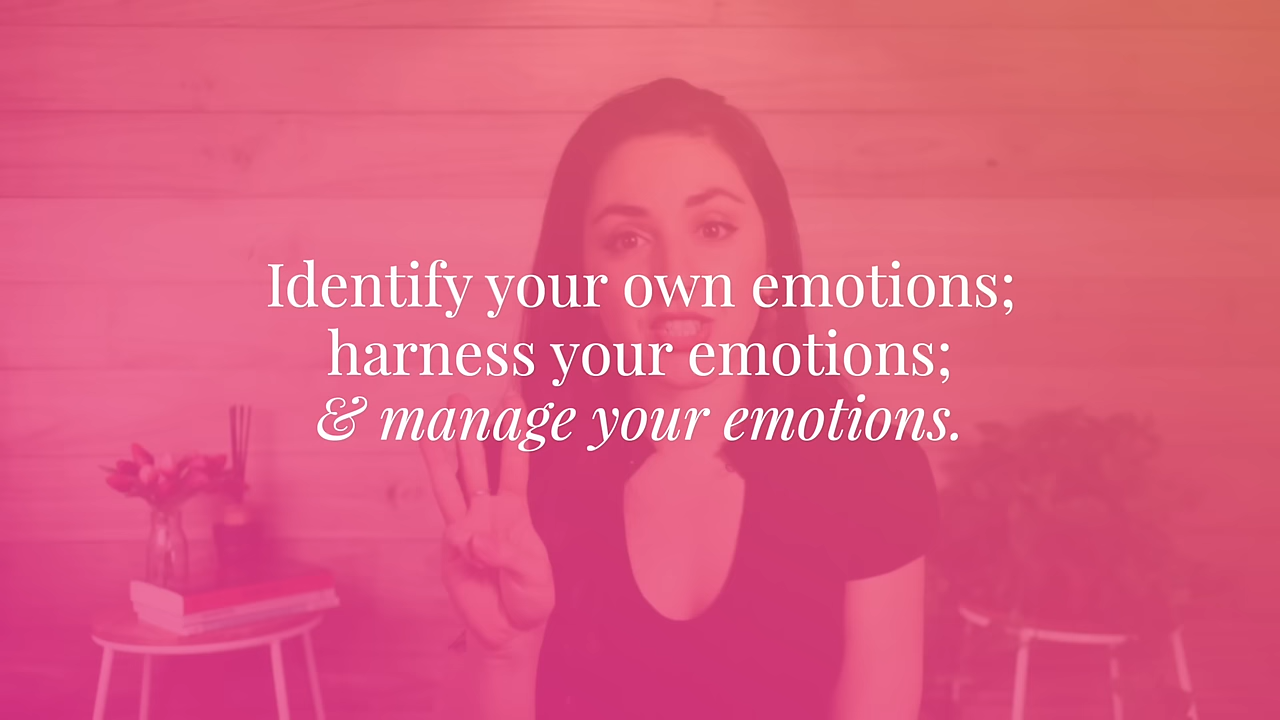 Identify your own emotions;
harness your emotions;
& manage your emotions.